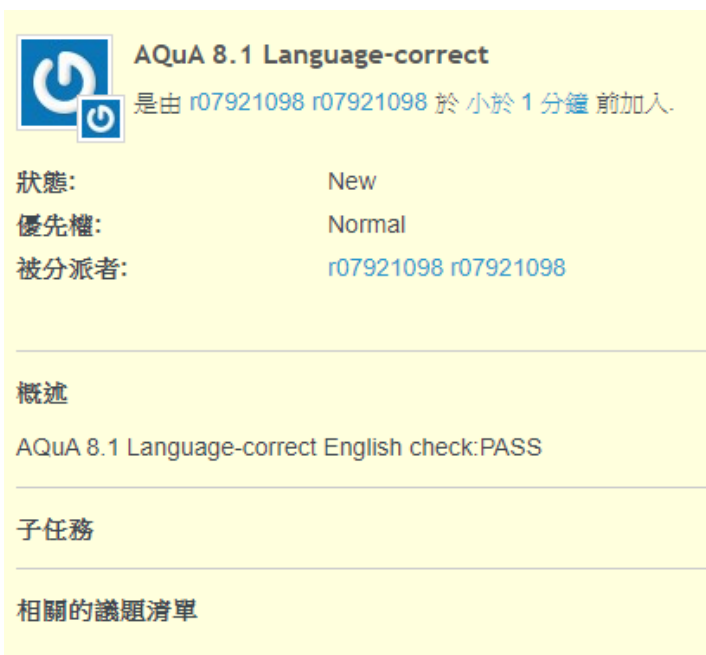 AQuA 8.1 Language-correct
是由 r07921098 r07921098 於 小於 1 分鐘 前加入.
狀態: New
優先權: Normal
被分派者: r07921098 r07921098
概述
AQuA 8.1 Language-correct English check:PASS
子任務
相關的議題清單